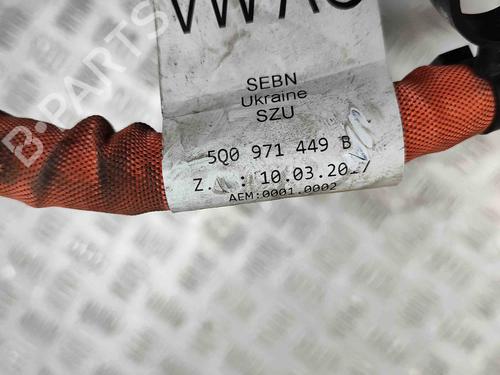 VW AG
SEBN
Ukraine
SZU
5Q0 971 449 B
10.03.20
AEM:0001.0002
B-PARTS